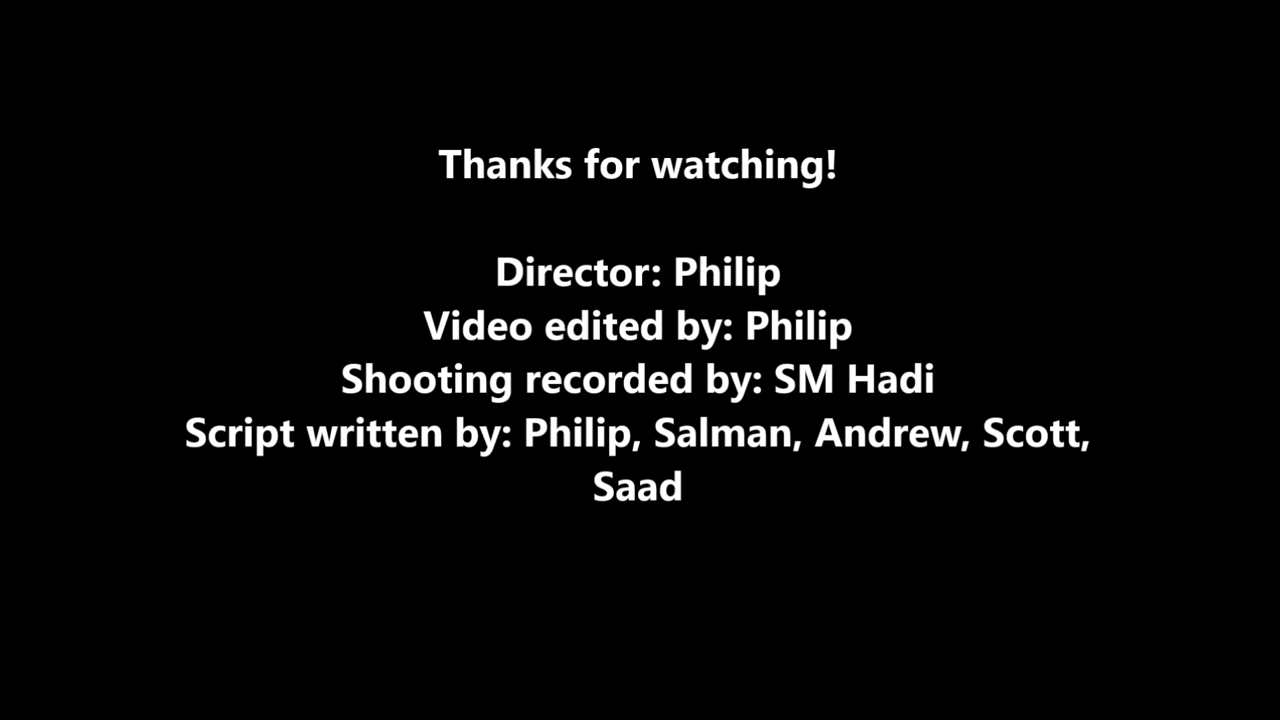 Thanks for watching!
Director: Philip
Video edited by: Philip
Shooting recorded by: SM Hadi
Script written by: Philip, Salman, Andrew, Scott,
Saad